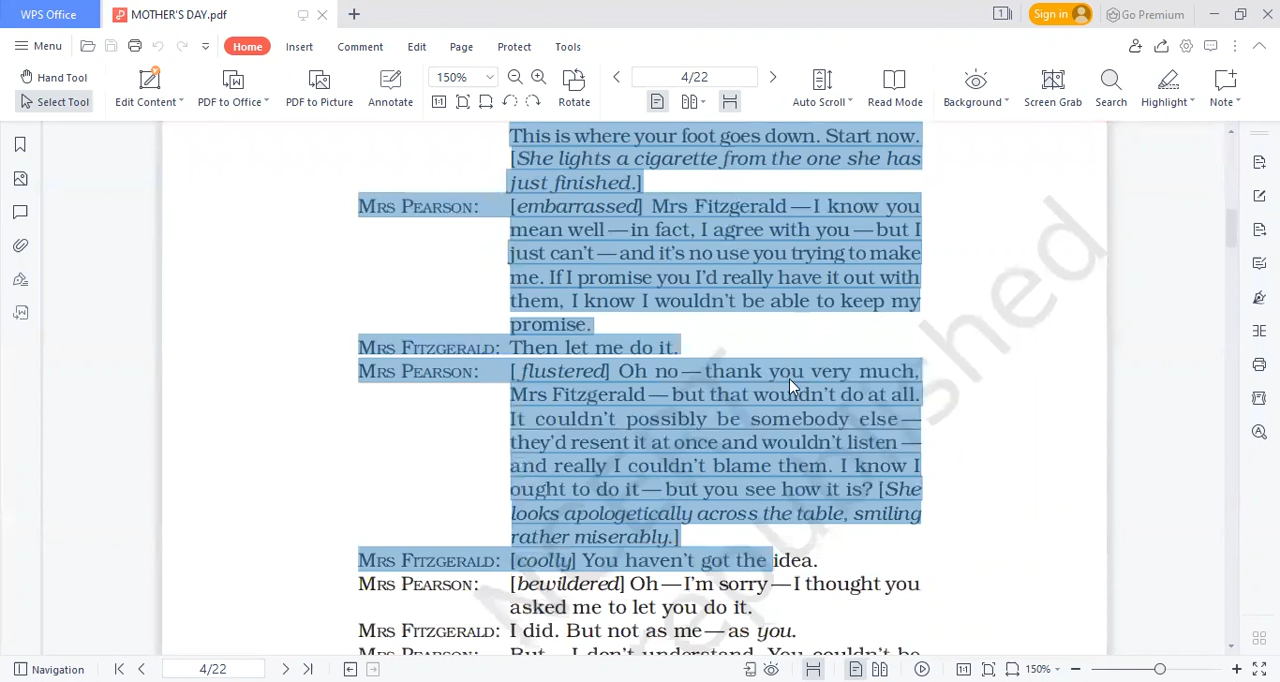 WPS Office
MOTHER'S DAY.pdf
Sign in
Go Premium
Menu
Home
Insert
Comment
Edit
Page
Protect
Tools
Hand Tool
Select Tool
Edit Content
PDF to Office
PDF to Picture
Annotate
150%
4/22
Rotate
Auto Scroll
Read Mode
Background
Screen Grab
Search
Highlight
Note
This is where your foot goes down. Start now.
[She lights a cigarette from the one she has
just finished.]
MRS PEARSON: [embarrassed] Mrs Fitzgerald — I know you
mean well — in fact, I agree with you — but I
just can't — and it's no use you trying to make
me. If I promise you I'd really have it out with
them, I know I wouldn't be able to keep my
promise.
MRS FITZGERALD: Then let me do it.
MRS PEARSON: [flustered] Oh no — thank you very much,
Mrs Fitzgerald — but that wouldn't do at all.
It couldn't possibly be somebody else —
they'd resent it at once and wouldn't listen —
and really I couldn't blame them. I know I
ought to do it — but you see how it is? [She
looks apologetically across the table, smiling
rather miserably.]
MRS FITZGERALD: [coolly] You haven't got the idea.
MRS PEARSON: [bewildered] Oh — I'm sorry — I thought you
asked me to let you do it.
MRS FITZGERALD: I did. But not as me — as you.
MRS PEARSON: But — I don't understand. You couldn't be
Navigation
4/22
150%